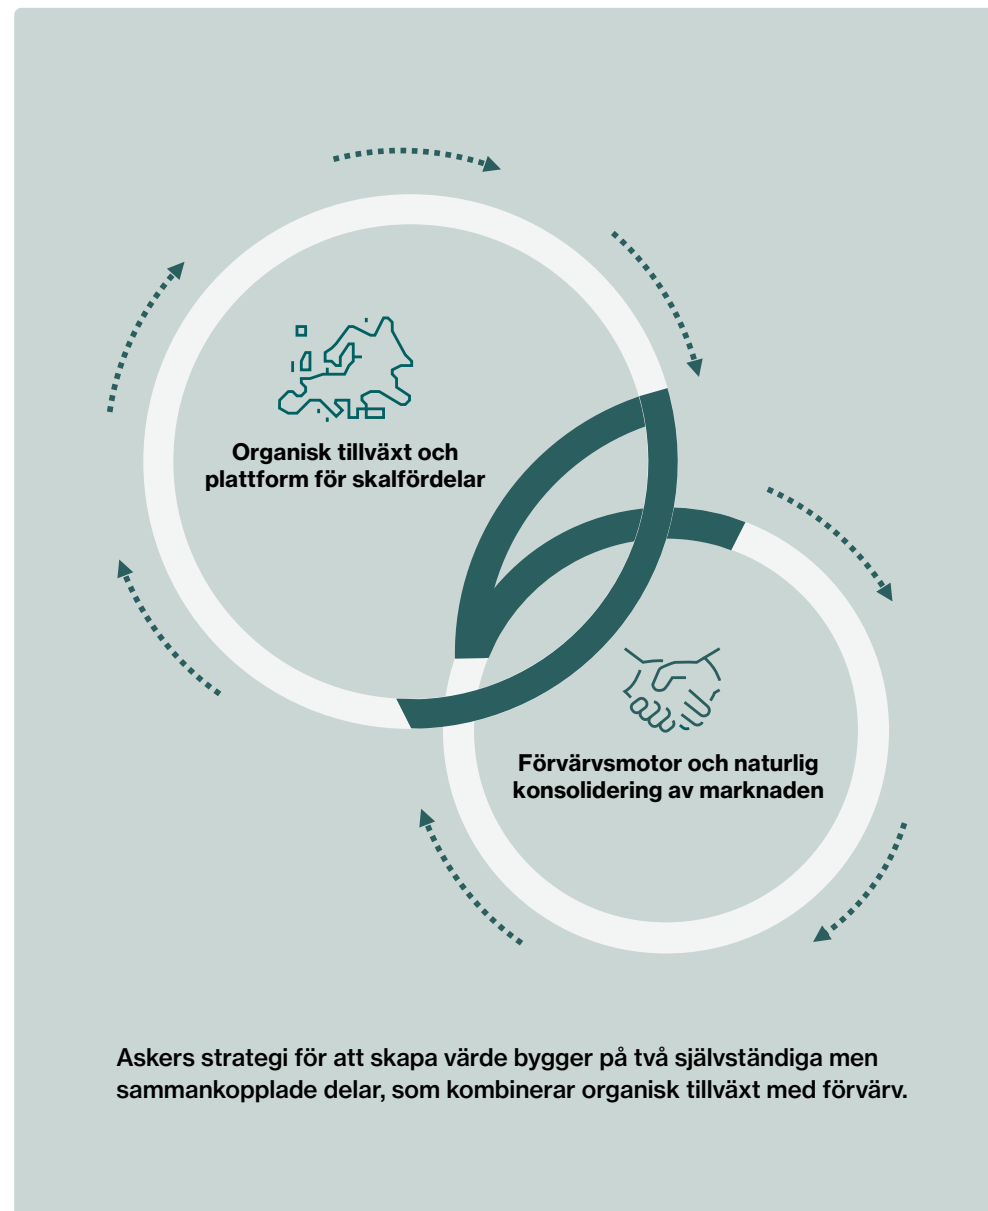 Organisk tillväxt och
plattform för skalfördelar
Förvärvsmotor och naturlig
konsolidering av marknaden
Askers strategi för att skapa värde bygger på två självständiga men
sammankopplade delar, som kombinerar organisk tillväxt med förvärv.